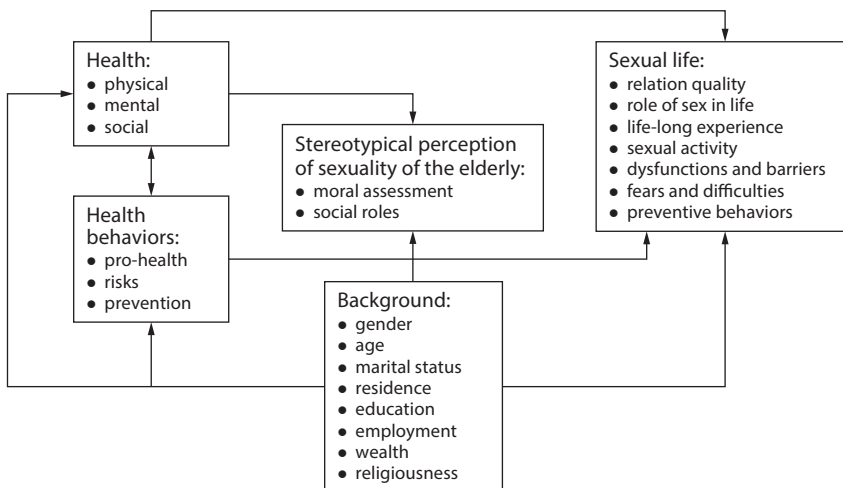 Health:
● physical
● mental
● social
Stereotypical perception
of sexuality of the elderly:
● moral assessment
● social roles
Sexual life:
● relation quality
● role of sex in life
● life-long experience
● sexual activity
● dysfunctions and barriers
● fears and difficulties
● preventive behaviors
Health
behaviors:
● pro-health
● risks
● prevention
Background:
● gender
● age
● marital status
● residence
● education
● employment
● wealth
● religiousness